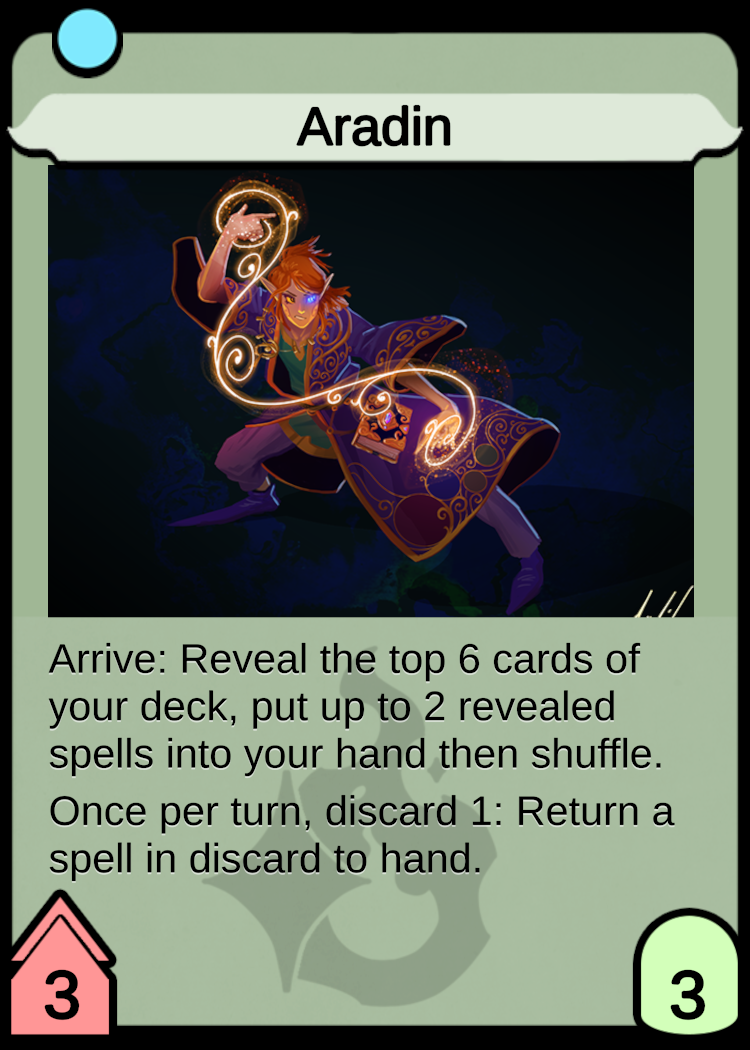 Aradin
Arrive: Reveal the top 6 cards of
your deck, put up to 2 revealed
spells into your hand then shuffle.
Once per turn, discard 1: Return a
spell in discard to hand.
3
3